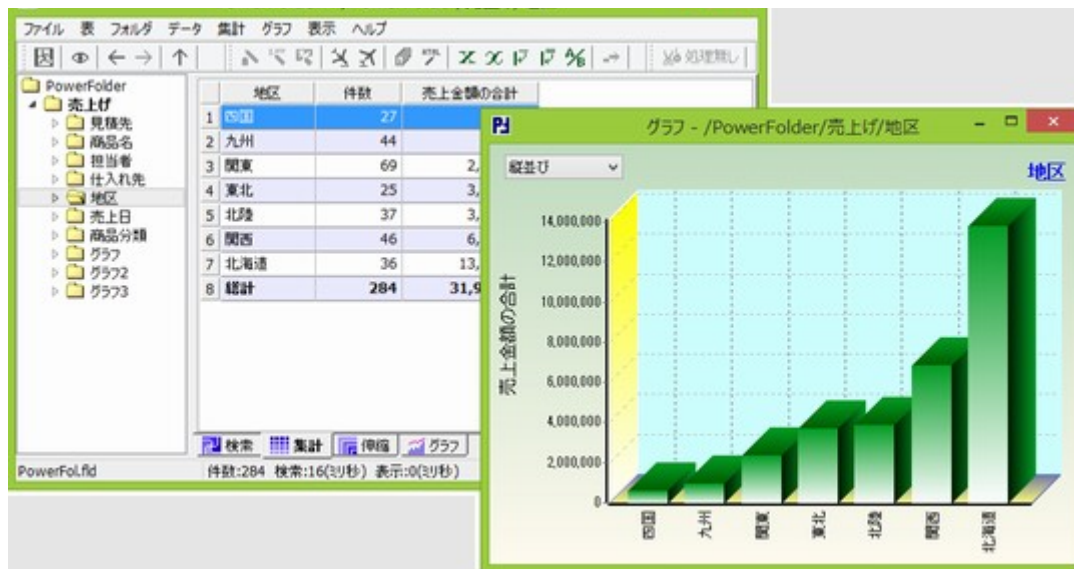 ファイル 表 フォルダ データ 集計 グラフ 表示 ヘルプ
処理無し
PowerFolder
売上げ
見積先
商品名
担当者
仕入れ先
地区
売上日
商品分類
グラフ
グラフ2
グラフ3
地区 件数 売上金額の合計
1 四国 27
2 九州 44
3 関東 69 2,
4 東北 25 3,
5 北陸 37 3,
6 関西 46 6,
7 北海道 36 13,
8 総計 284 31,9
検索 集計 伸縮 グラフ
PowerFol.fld 件数:284 検索:16(ミリ秒) 表示:0(ミリ秒)
グラフ - /PowerFolder/売上げ/地区
縦並び
地区
売上金額の合計
14,000,000
12,000,000
10,000,000
8,000,000
6,000,000
4,000,000
2,000,000
0
四国 九州 関東 東北 北陸 関西 北海道